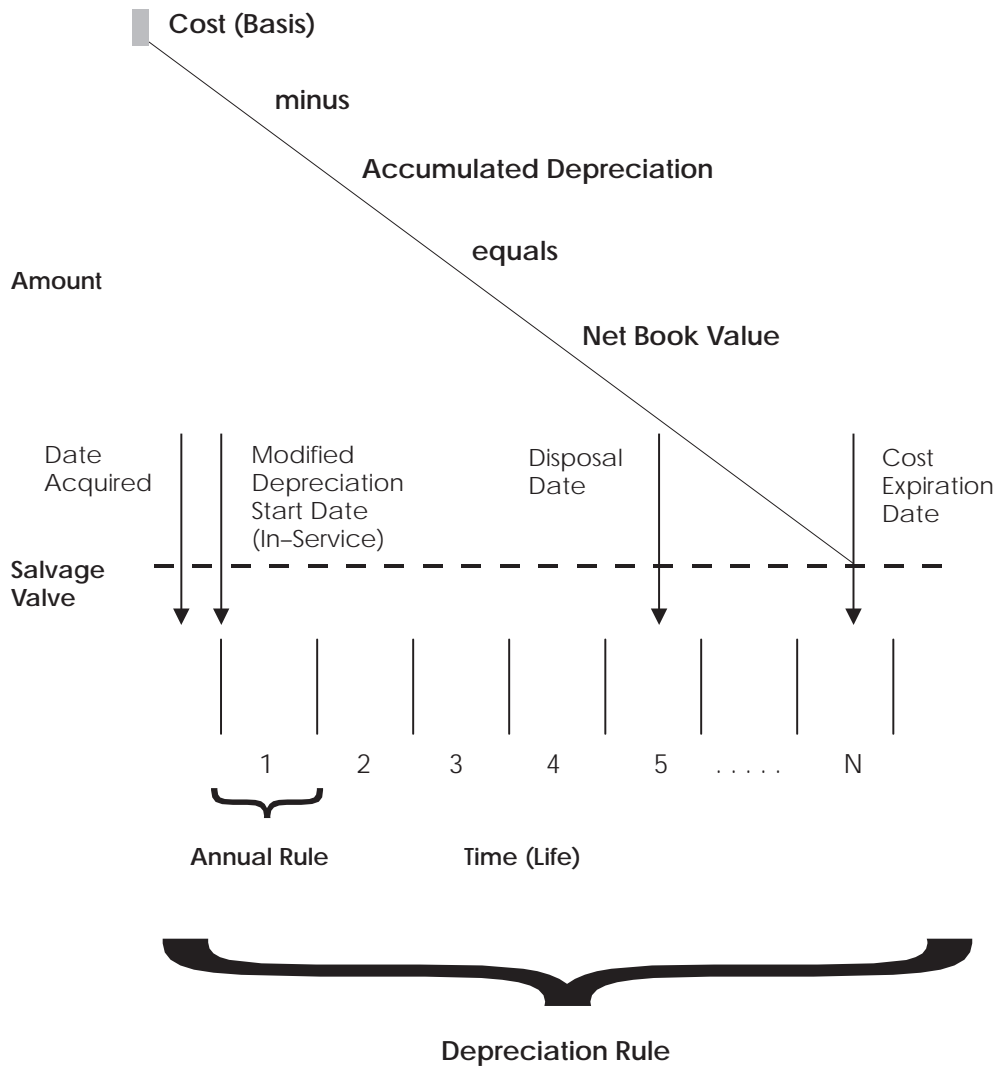 Cost (Basis)
minus
Accumulated Depreciation
equals
Amount
Net Book Value
Date
Acquired
Modified
Depreciation
Start Date
(In–Service)
Disposal
Date
Cost
Expiration
Date
Salvage
Valve
1 2 3 4 5 . . . . . N
Annual Rule
Time (Life)
Depreciation Rule